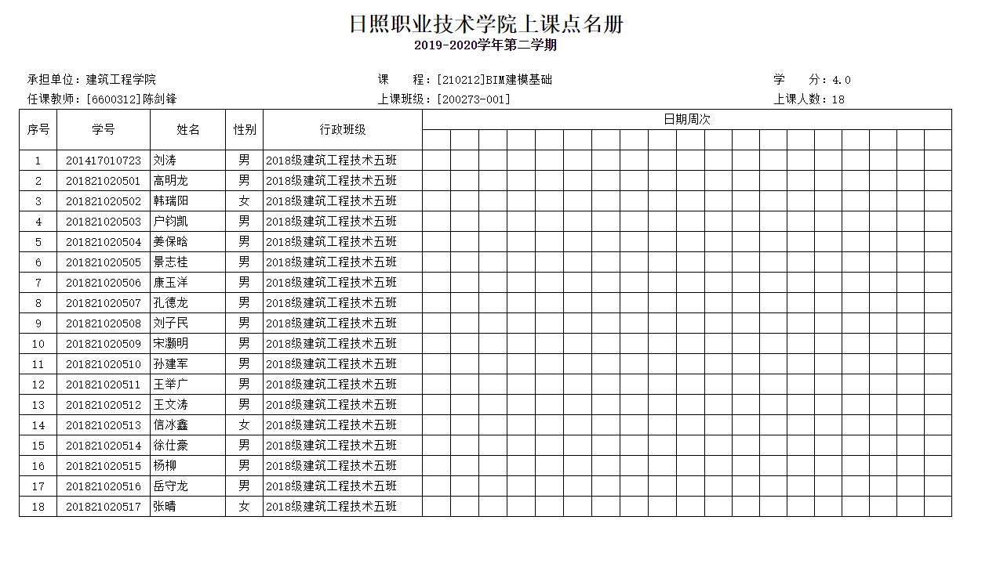 日照职业技术学院上课点名册
2019-2020学年第二学期
承担单位：建筑工程学院 课　　程：[210212]BIM建模基础 学　　分：4.0
任课教师：[6600312]陈剑锋 上课班级：[200273-001] 上课人数：18
序号 学号 姓名 性别 行政班级 日期周次
1 201417010723 刘涛 男 2018级建筑工程技术五班
2 201821020501 高明龙 男 2018级建筑工程技术五班
3 201821020502 韩瑞阳 女 2018级建筑工程技术五班
4 201821020503 户钧凯 男 2018级建筑工程技术五班
5 201821020504 姜保晗 男 2018级建筑工程技术五班
6 201821020505 景志桂 男 2018级建筑工程技术五班
7 201821020506 康玉洋 男 2018级建筑工程技术五班
8 201821020507 孔德龙 男 2018级建筑工程技术五班
9 201821020508 刘子民 男 2018级建筑工程技术五班
10 201821020509 宋灏明 男 2018级建筑工程技术五班
11 201821020510 孙建军 男 2018级建筑工程技术五班
12 201821020511 王举广 男 2018级建筑工程技术五班
13 201821020512 王文涛 男 2018级建筑工程技术五班
14 201821020513 信冰鑫 女 2018级建筑工程技术五班
15 201821020514 徐仕豪 男 2018级建筑工程技术五班
16 201821020515 杨柳 男 2018级建筑工程技术五班
17 201821020516 岳守龙 男 2018级建筑工程技术五班
18 201821020517 张晴 女 2018级建筑工程技术五班